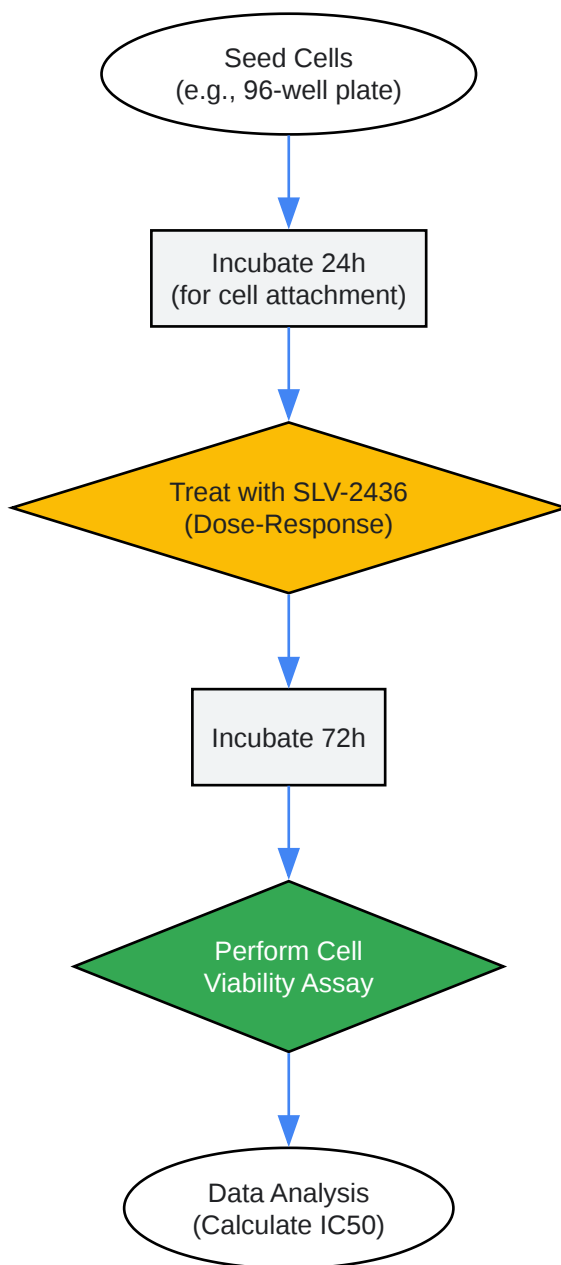 Seed Cells
(e.g., 96-well plate)
Incubate 24h
(for cell attachment)
Treat with SLV-2436
(Dose-Response)
Incubate 72h
Perform Cell
Viability Assay
Data Analysis
(Calculate IC50)